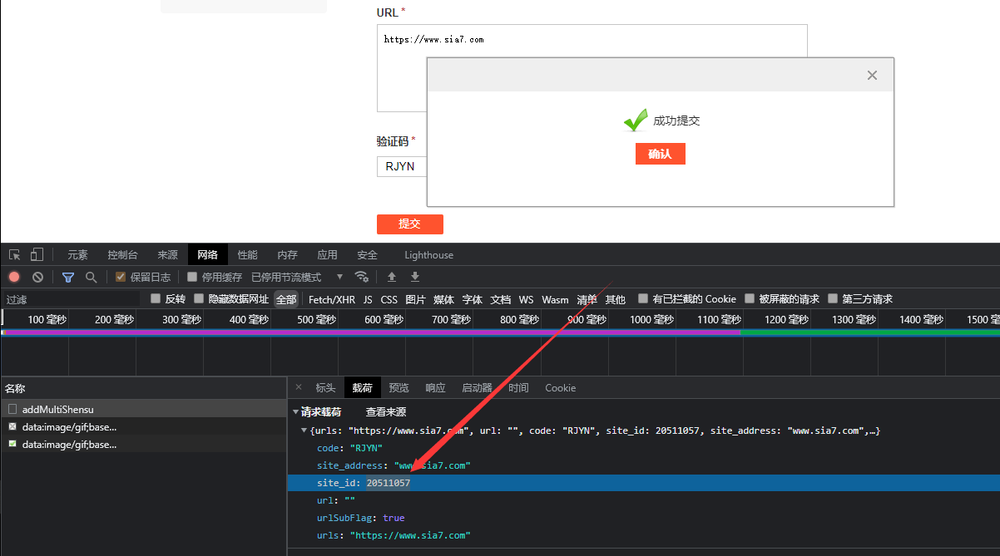 URL *
https://www.sia7.com
成功提交
确认
验证码 *
RJYN
提交
元素 控制台 来源 网络 性能 内存 应用 安全 Lighthouse
保留日志 停用缓存 已停用节流模式
过滤 反转 隐藏数据网址 全部 Fetch/XHR JS CSS 图片 媒体 字体 文档 WS Wasm 清单 其他 有已拦截的 Cookie 被屏蔽的请求 第三方请求
100 毫秒 200 毫秒 300 毫秒 400 毫秒 500 毫秒 600 毫秒 700 毫秒 800 毫秒 900 毫秒 1000 毫秒 1100 毫秒 1200 毫秒 1300 毫秒 1400 毫秒 1500 毫
名称
addMultiShensu
data:image/gif;base...
data:image/gif;base...
× 标头 载荷 预览 响应 启动器 时间 Cookie
请求载荷 查看来源
{urls: "https://www.sia7.com", url: "", code: "RJYN", site_id: 20511057, site_address: "www.sia7.com",…}
code: "RJYN"
site_address: "www.sia7.com"
site_id: 20511057
url: ""
urlSubFlag: true
urls: "https://www.sia7.com"